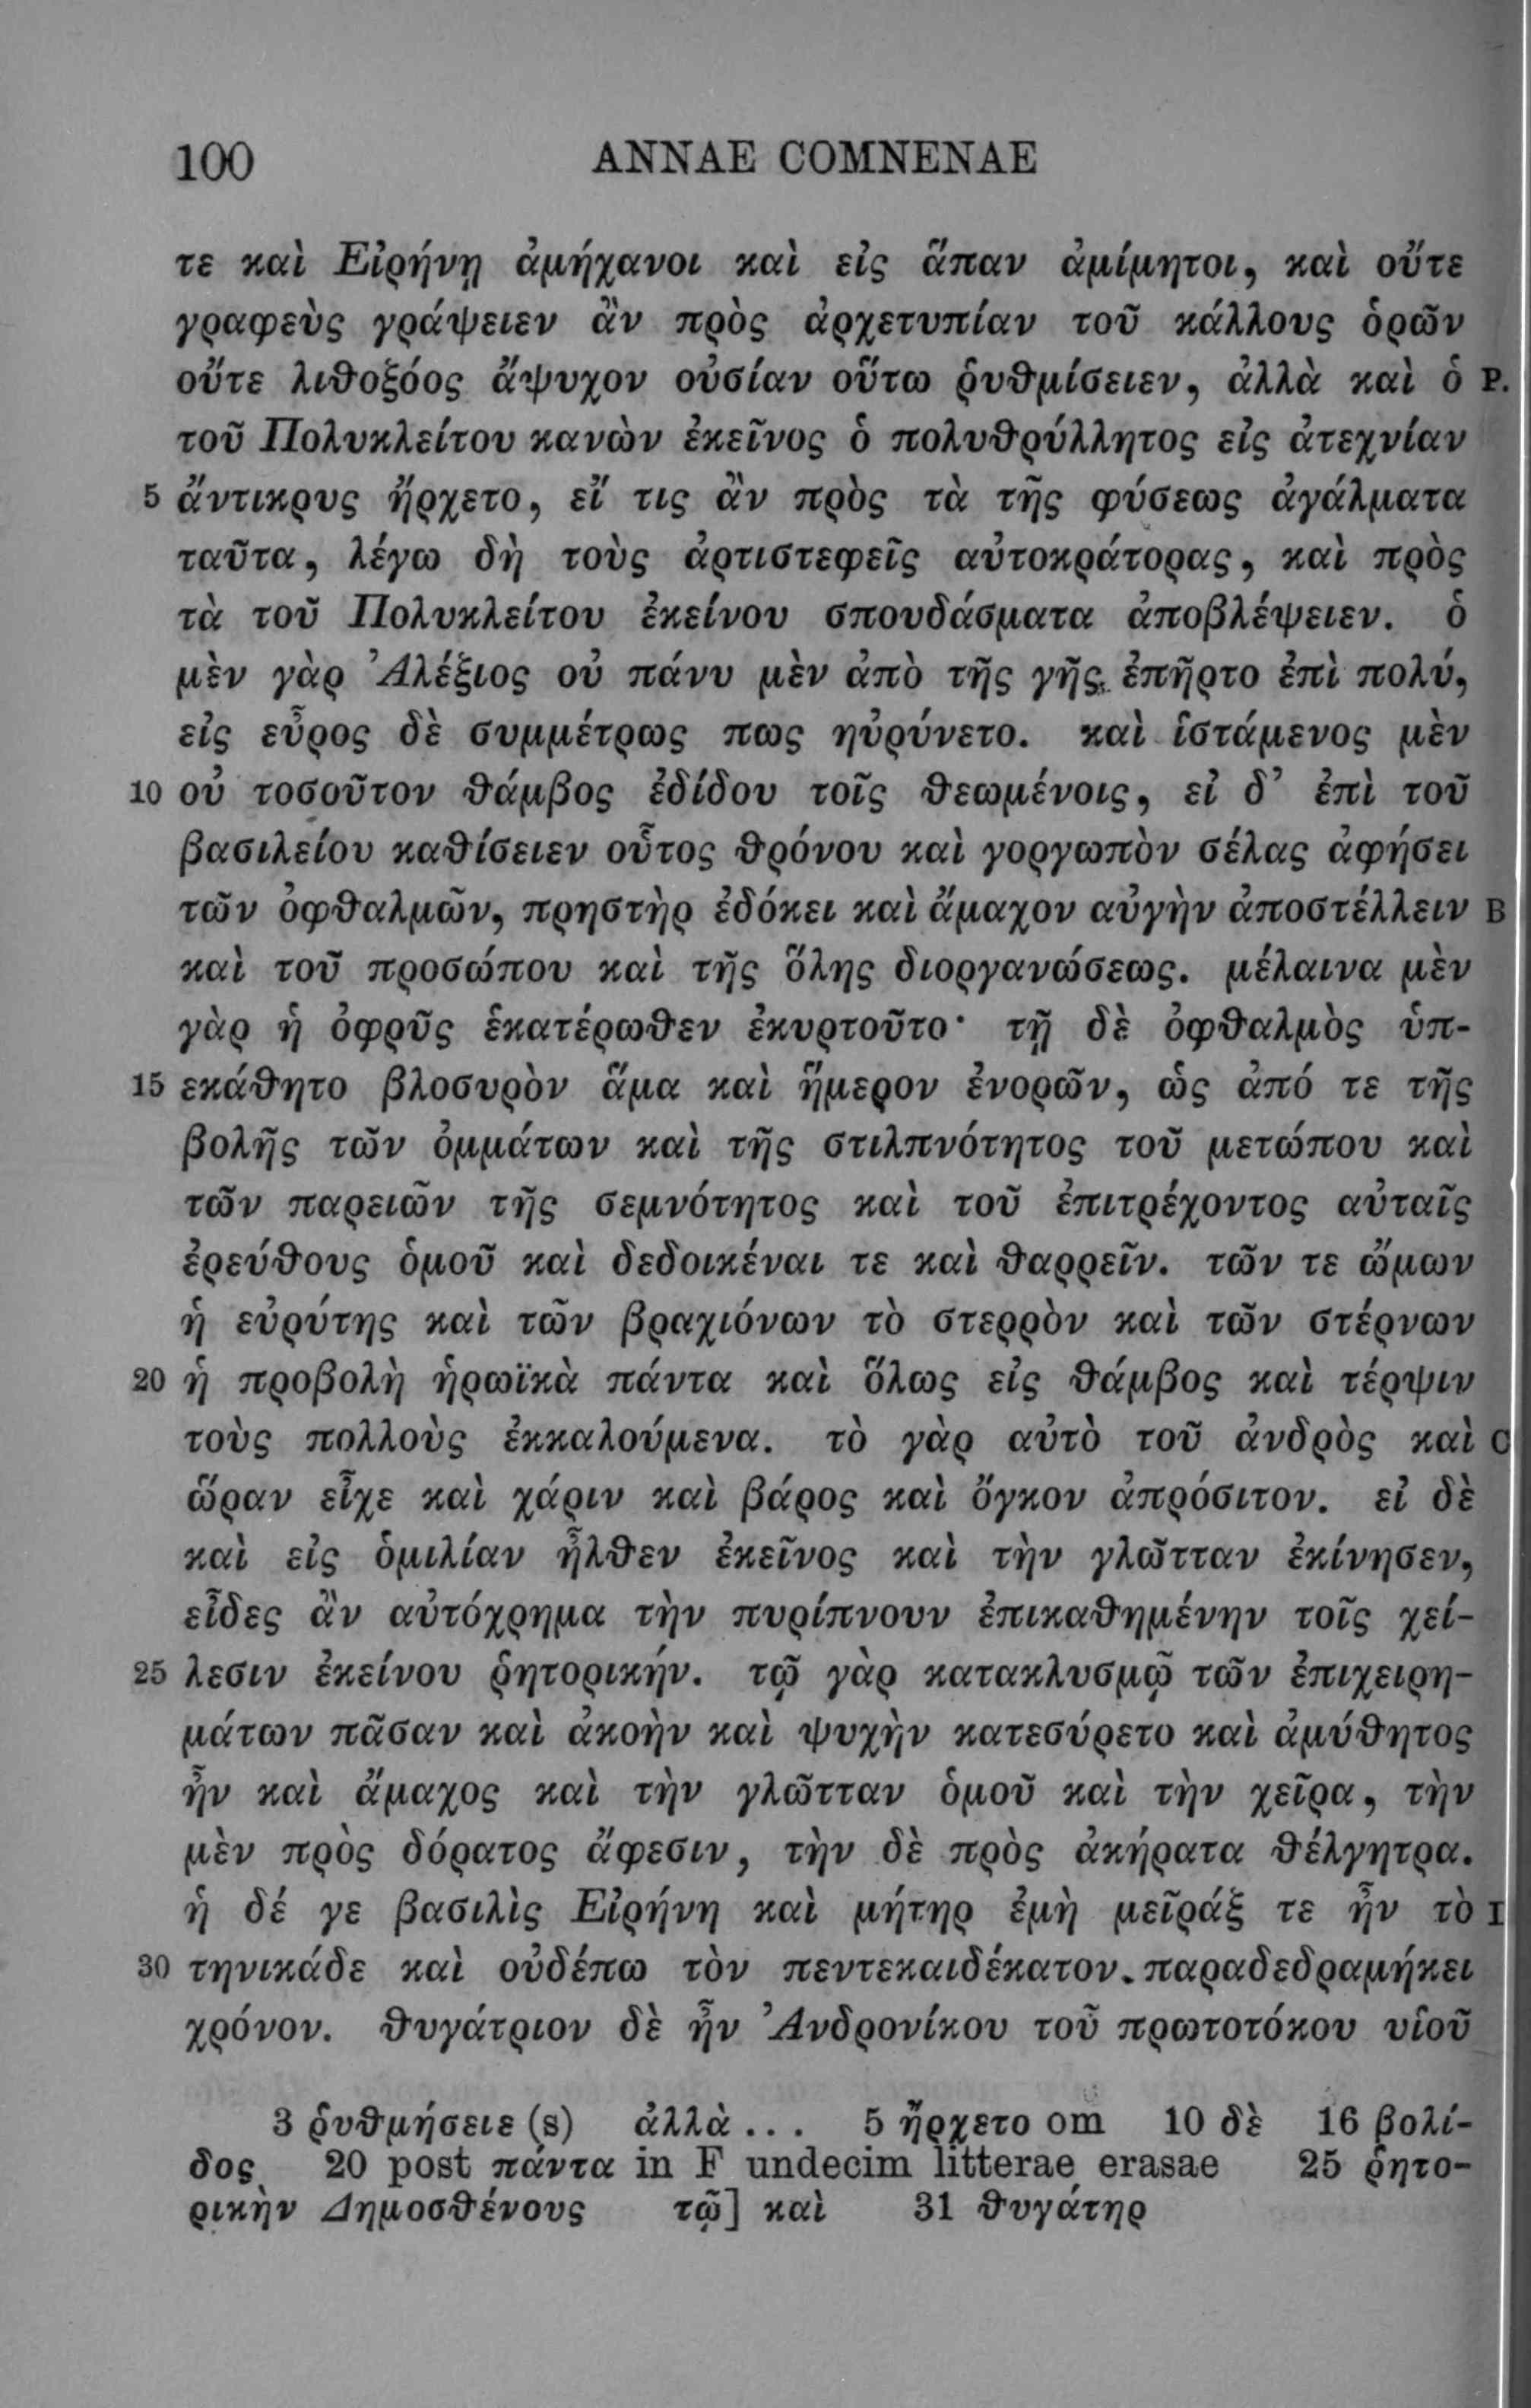 100 ANNAE COMNENAE
τε καὶ Εἰρήνῃ ἀμήχανοι καὶ εἰς ἅπαν ἀμίμητοι, καὶ οὔτε
γραφεὺς γράψειεν ἂν πρὸς ἀρχετυπίαν τοῦ κάλλους ὁρῶν
οὔτε λιθοξόος ἄψυχον οὐσίαν οὕτω ῥυθμίσειεν, ἀλλὰ καὶ ὁ P.
τοῦ Πολυκλείτου κανὼν ἐκεῖνος ὁ πολυθρύλλητος εἰς ἀτεχνίαν
5 ἄντικρυς ἤρχετο, εἴ τις ἂν πρὸς τὰ τῆς φύσεως ἀγάλματα
ταῦτα, λέγω δὴ τοὺς ἀρτιστεφεῖς αὐτοκράτορας, καὶ πρὸς
τὰ τοῦ Πολυκλείτου ἐκείνου σπουδάσματα ἀποβλέψειεν. ὁ
μὲν γὰρ Ἀλέξιος οὐ πάνυ μὲν ἀπὸ τῆς γῆς ἐπῆρτο ἐπὶ πολύ,
εἰς εὖρος δὲ συμμέτρως πως ηὐρύνετο. καὶ ἱστάμενος μὲν
10 οὐ τοσοῦτον θάμβος ἐδίδου τοῖς θεωμένοις, εἰ δ’ ἐπὶ τοῦ
βασιλείου καθίσειεν οὗτος θρόνου καὶ γοργωπὸν σέλας ἀφήσει
τῶν ὀφθαλμῶν, πρηστὴρ ἐδόκει καὶ ἄμαχον αὐγὴν ἀποστέλλειν B
καὶ τοῦ προσώπου καὶ τῆς ὅλης διοργανώσεως. μέλαινα μὲν
γὰρ ἡ ὀφρῦς ἑκατέρωθεν ἐκυρτοῦτο· τῇ δὲ ὀφθαλμὸς ὑπ-
15 εκάθητο βλοσυρὸν ἅμα καὶ ἥμερον ἐνορῶν, ὡς ἀπό τε τῆς
βολῆς τῶν ὀμμάτων καὶ τῆς στιλπνότητος τοῦ μετώπου καὶ
τῶν παρειῶν τῆς σεμνότητος καὶ τοῦ ἐπιτρέχοντος αὐταῖς
ἐρεύθους ὁμοῦ καὶ δεδοικέναι τε καὶ θαρρεῖν. τῶν τε ὤμων
ἡ εὐρύτης καὶ τῶν βραχιόνων τὸ στερρὸν καὶ τῶν στέρνων
20 ἡ προβολὴ ἡρωϊκὰ πάντα καὶ ὅλως εἰς θάμβος καὶ τέρψιν
τοὺς πολλοὺς ἐκκαλούμενα. τὸ γὰρ αὐτὸ τοῦ ἀνδρὸς καὶ C
ὥραν εἶχε καὶ χάριν καὶ βάρος καὶ ὄγκον ἀπρόσιτον. εἰ δὲ
καὶ εἰς ὁμιλίαν ἦλθεν ἐκεῖνος καὶ τὴν γλῶτταν ἐκίνησεν,
εἶδες ἂν αὐτόχρημα τὴν πυρίπνουν ἐπικαθημένην τοῖς χεί-
25 λεσιν ἐκείνου ῥητορικήν. τῷ γὰρ κατακλυσμῷ τῶν ἐπιχειρη-
μάτων πᾶσαν καὶ ἀκοὴν καὶ ψυχὴν κατεσύρετο καὶ ἀμύθητος
ἦν καὶ ἄμαχος καὶ τὴν γλῶτταν ὁμοῦ καὶ τὴν χεῖρα, τὴν
μὲν πρὸς δόρατος ἄφεσιν, τὴν δὲ πρὸς ἀκήρατα θέλγητρα.
ἡ δέ γε βασιλὶς Εἰρήνη καὶ μήτηρ ἐμὴ μεῖράξ τε ἦν τὸ
30 τηνικάδε καὶ οὐδέπω τὸν πεντεκαιδέκατον παραδεδραμήκει
χρόνον. θυγάτριον δὲ ἦν Ἀνδρονίκου τοῦ πρωτοτόκου υἱοῦ
3 ῥυθμήσειε (s) ἀλλὰ . . . 5 ἤρχετο om 10 δὲ 16 βολί-
δος 20 post πάντα in F undecim litterae erasae 25 ῥητο-
ρικὴν Δημοσθένους τῷ] καὶ 31 θυγάτηρ